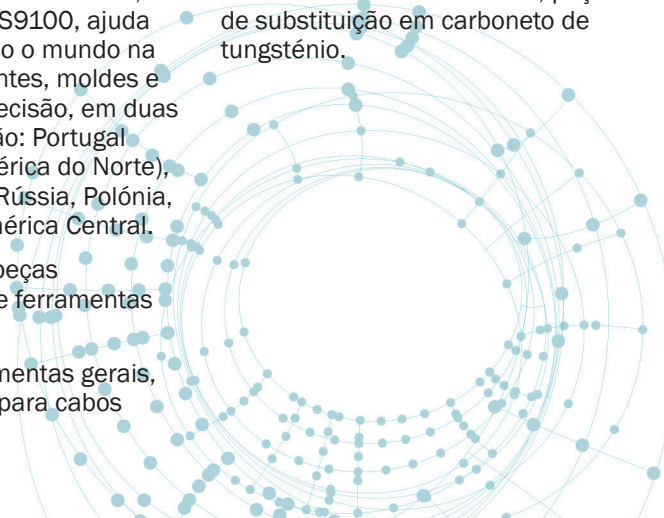 S9100, ajuda
o o mundo na
ntes, moldes e
ecisão, em duas
ão: Portugal
érica do Norte),
Rússia, Polónia,
mérica Central.
peças
e ferramentas
mentas gerais,
para cabos
de substituição em carboneto de
tungsténio.